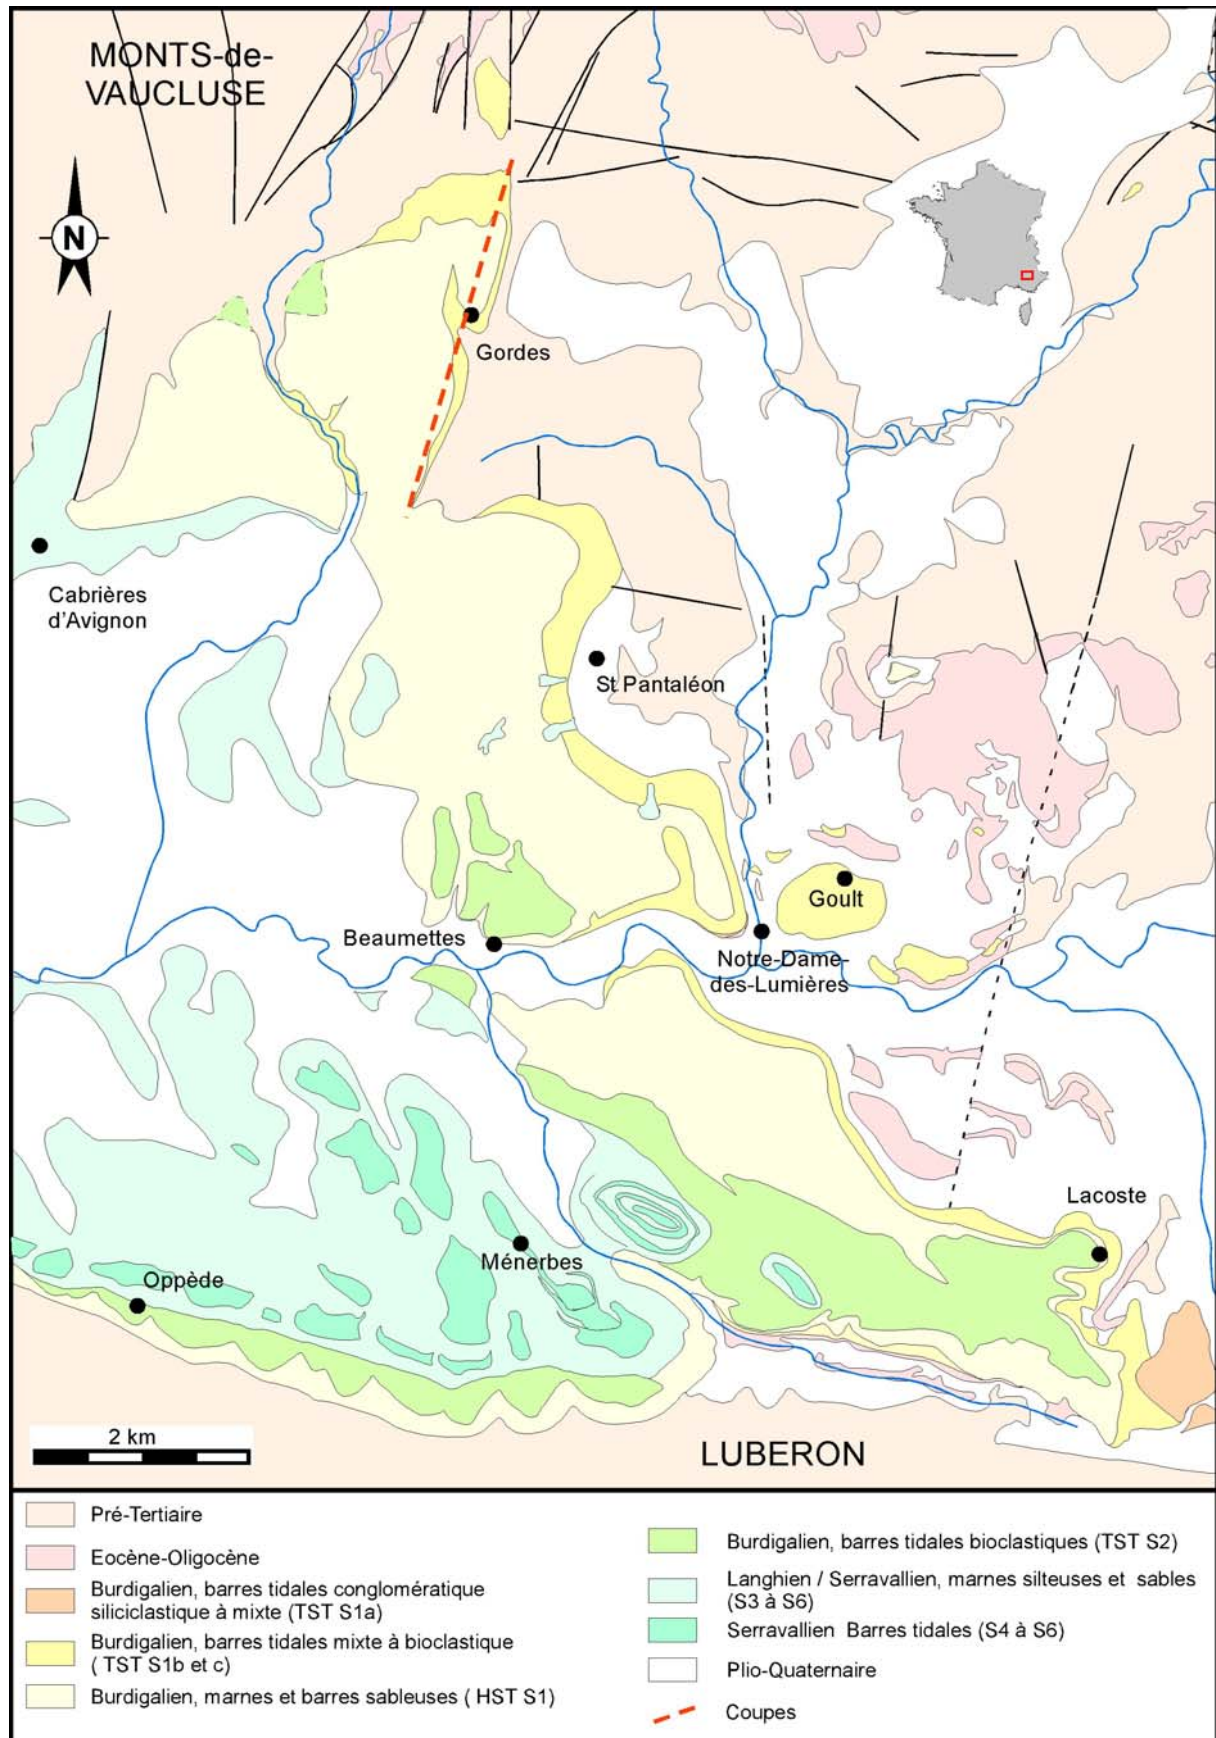 MONTS-de-
VAUCLUSE
N
Gordes
Cabrières
d'Avignon
St Pantaléon
Goult
Beaumettes
Notre-Dame-
des-Lumières
Lacoste
Ménerbes
Oppède
2 km
LUBERON
Pré-Tertiaire
Eocène-Oligocène
Burdigalien, barres tidales conglomératique
siliciclastique à mixte (TST S1a)
Burdigalien, barres tidales mixte à bioclastique
( TST S1b et c)
Burdigalien, marnes et barres sableuses ( HST S1)
Burdigalien, barres tidales bioclastiques (TST S2)
Langhien / Serravallien, marnes silteuses et sables
(S3 à S6)
Serravallien Barres tidales (S4 à S6)
Plio-Quaternaire
Coupes